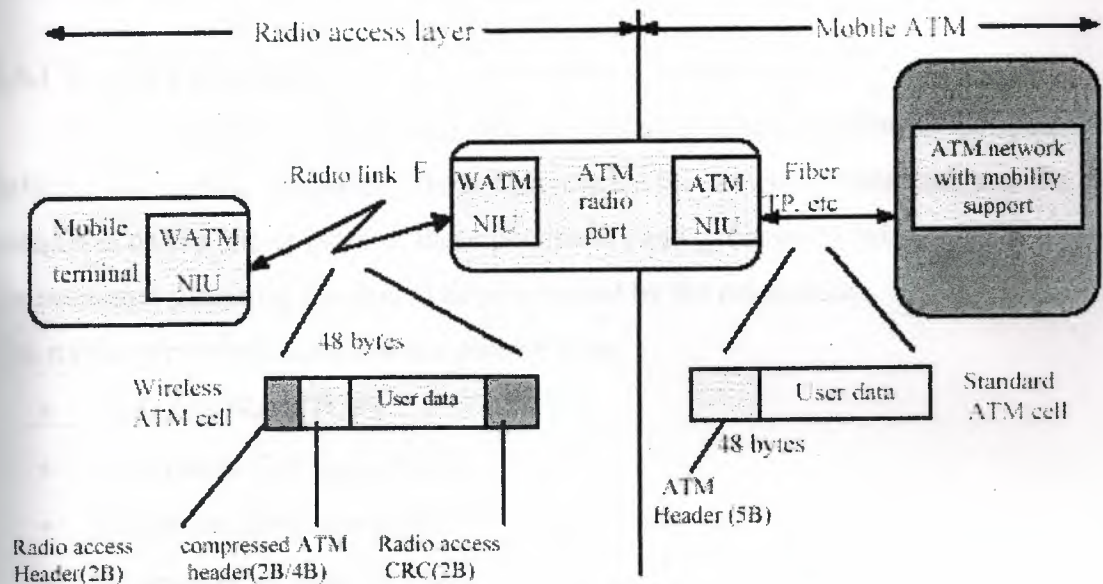 Radio access layer
Mobile ATM
Radio link F
WATM
NIU
ATM
radio
port
ATM
NIU
Fiber
TP. etc
ATM network
with mobility
support
Mobile
terminal
WATM
NIU
48 bytes
Wireless
ATM cell
User data
User data
Standard
ATM cell
48 bytes
ATM
Header (5B)
Radio access
Header(2B)
compressed ATM
header(2B/4B)
Radio access
CRC(2B)